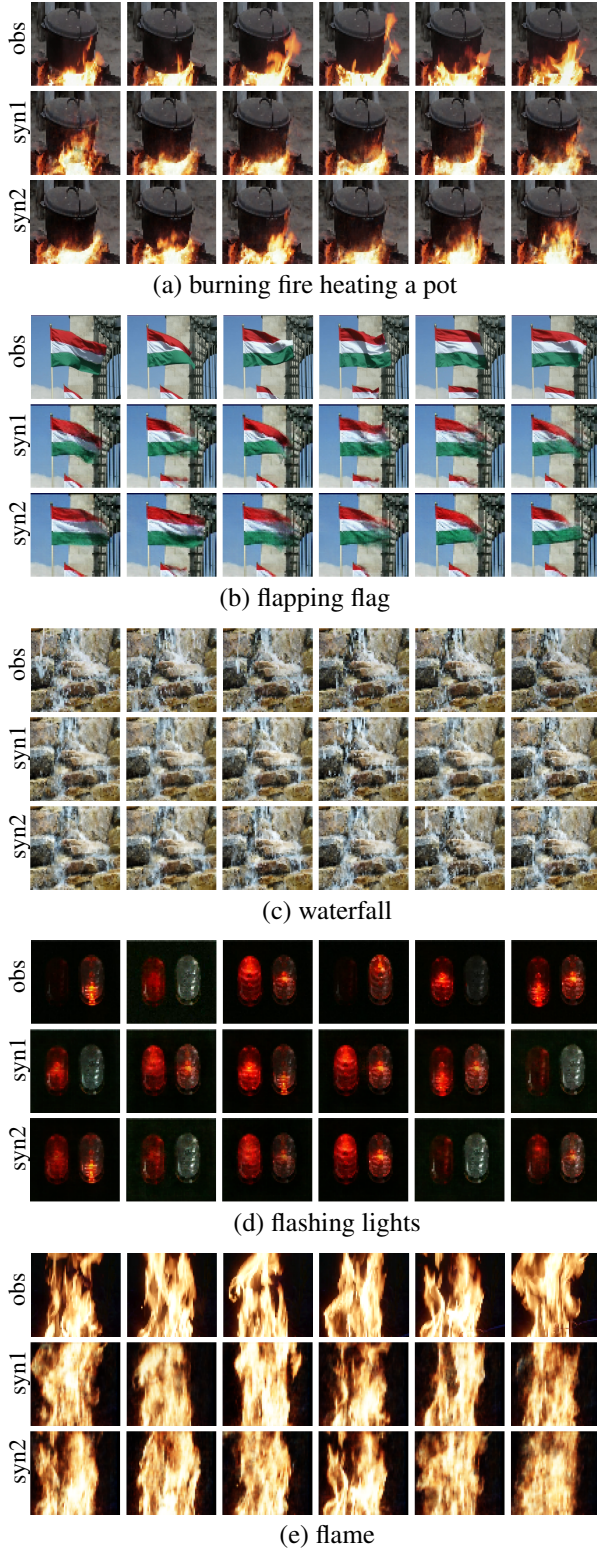 obs
syn1
syn2
(a) burning fire heating a pot
obs
syn1
syn2
(b) flapping flag
obs
syn1
syn2
(c) waterfall
obs
syn1
syn2
(d) flashing lights
obs
syn1
syn2
(e) flame